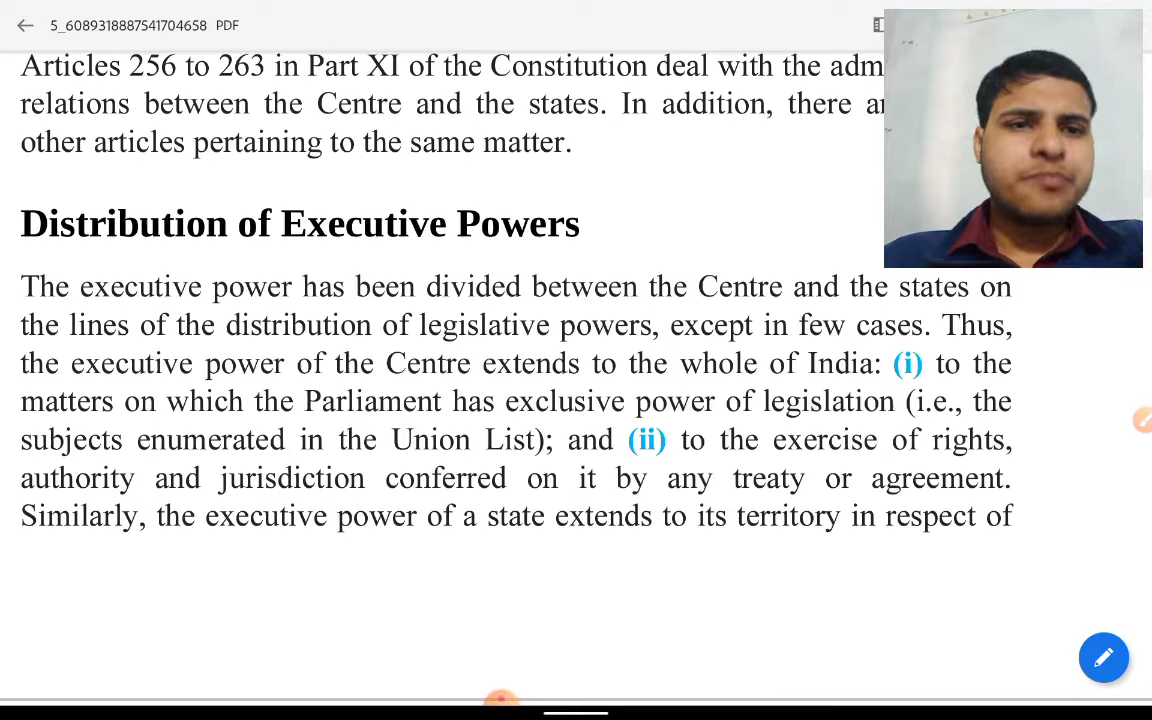 5_6089318887541704658 PDF
Articles 256 to 263 in Part XI of the Constitution deal with the
relations between the Centre and the states. In addition, there
other articles pertaining to the same matter.
Distribution of Executive Powers
The executive power has been divided between the Centre and the states on
the lines of the distribution of legislative powers, except in few cases. Thus,
the executive power of the Centre extends to the whole of India: (i) to the
matters on which the Parliament has exclusive power of legislation (i.e., the
subjects enumerated in the Union List); and (ii) to the exercise of rights,
authority and jurisdiction conferred on it by any treaty or agreement.
Similarly, the executive power of a state extends to its territory in respect of